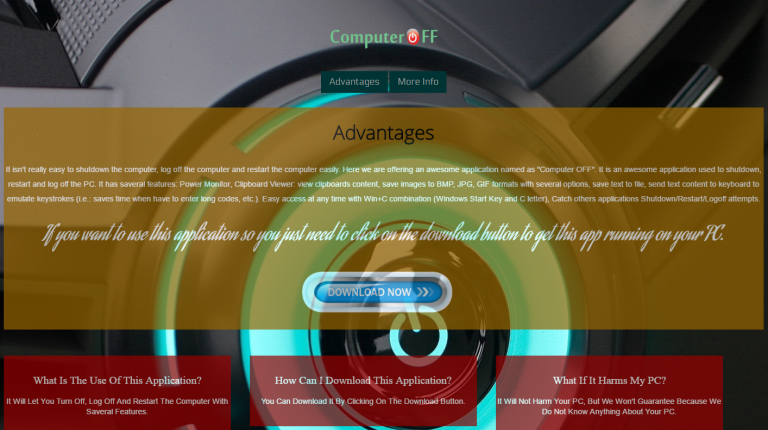 Computer FF
Advantages More Info
Advantages
It isn't really easy to shutdown the computer, log off the computer and restart the computer easily. Here we are offering an awesome application named as "Computer OFF". It is an awesome application used to shutdown,
restart and log off the PC. It has saveral features: Power Monitor, Clipboard Viewer: view clipboards content, save images to BMP, JPG, GIF formats with several options, save text to file, send text content to keyboard to
emulate keystrokes (i.e.: saves time when have to enter long codes, etc.). Easy access at any time with Win+C combination (Windows Start Key and C letter), Catch others applications Shutdown/Restart/Logoff attempts.
If you want to use this application so you just need to click on the download button to get this app running on your PC.
DOWNLOAD NOW
What Is The Use Of This Application?
It Will Let You Turn Off, Log Off And Restart The Computer With
Saveral Features.
How Can I Download This Application?
You Can Download It By Clicking On The Download Button.
What If It Harms My PC?
It Will Not Harm Your PC, But We Won't Guarantee Because We
Do Not Know Anything About Your PC.